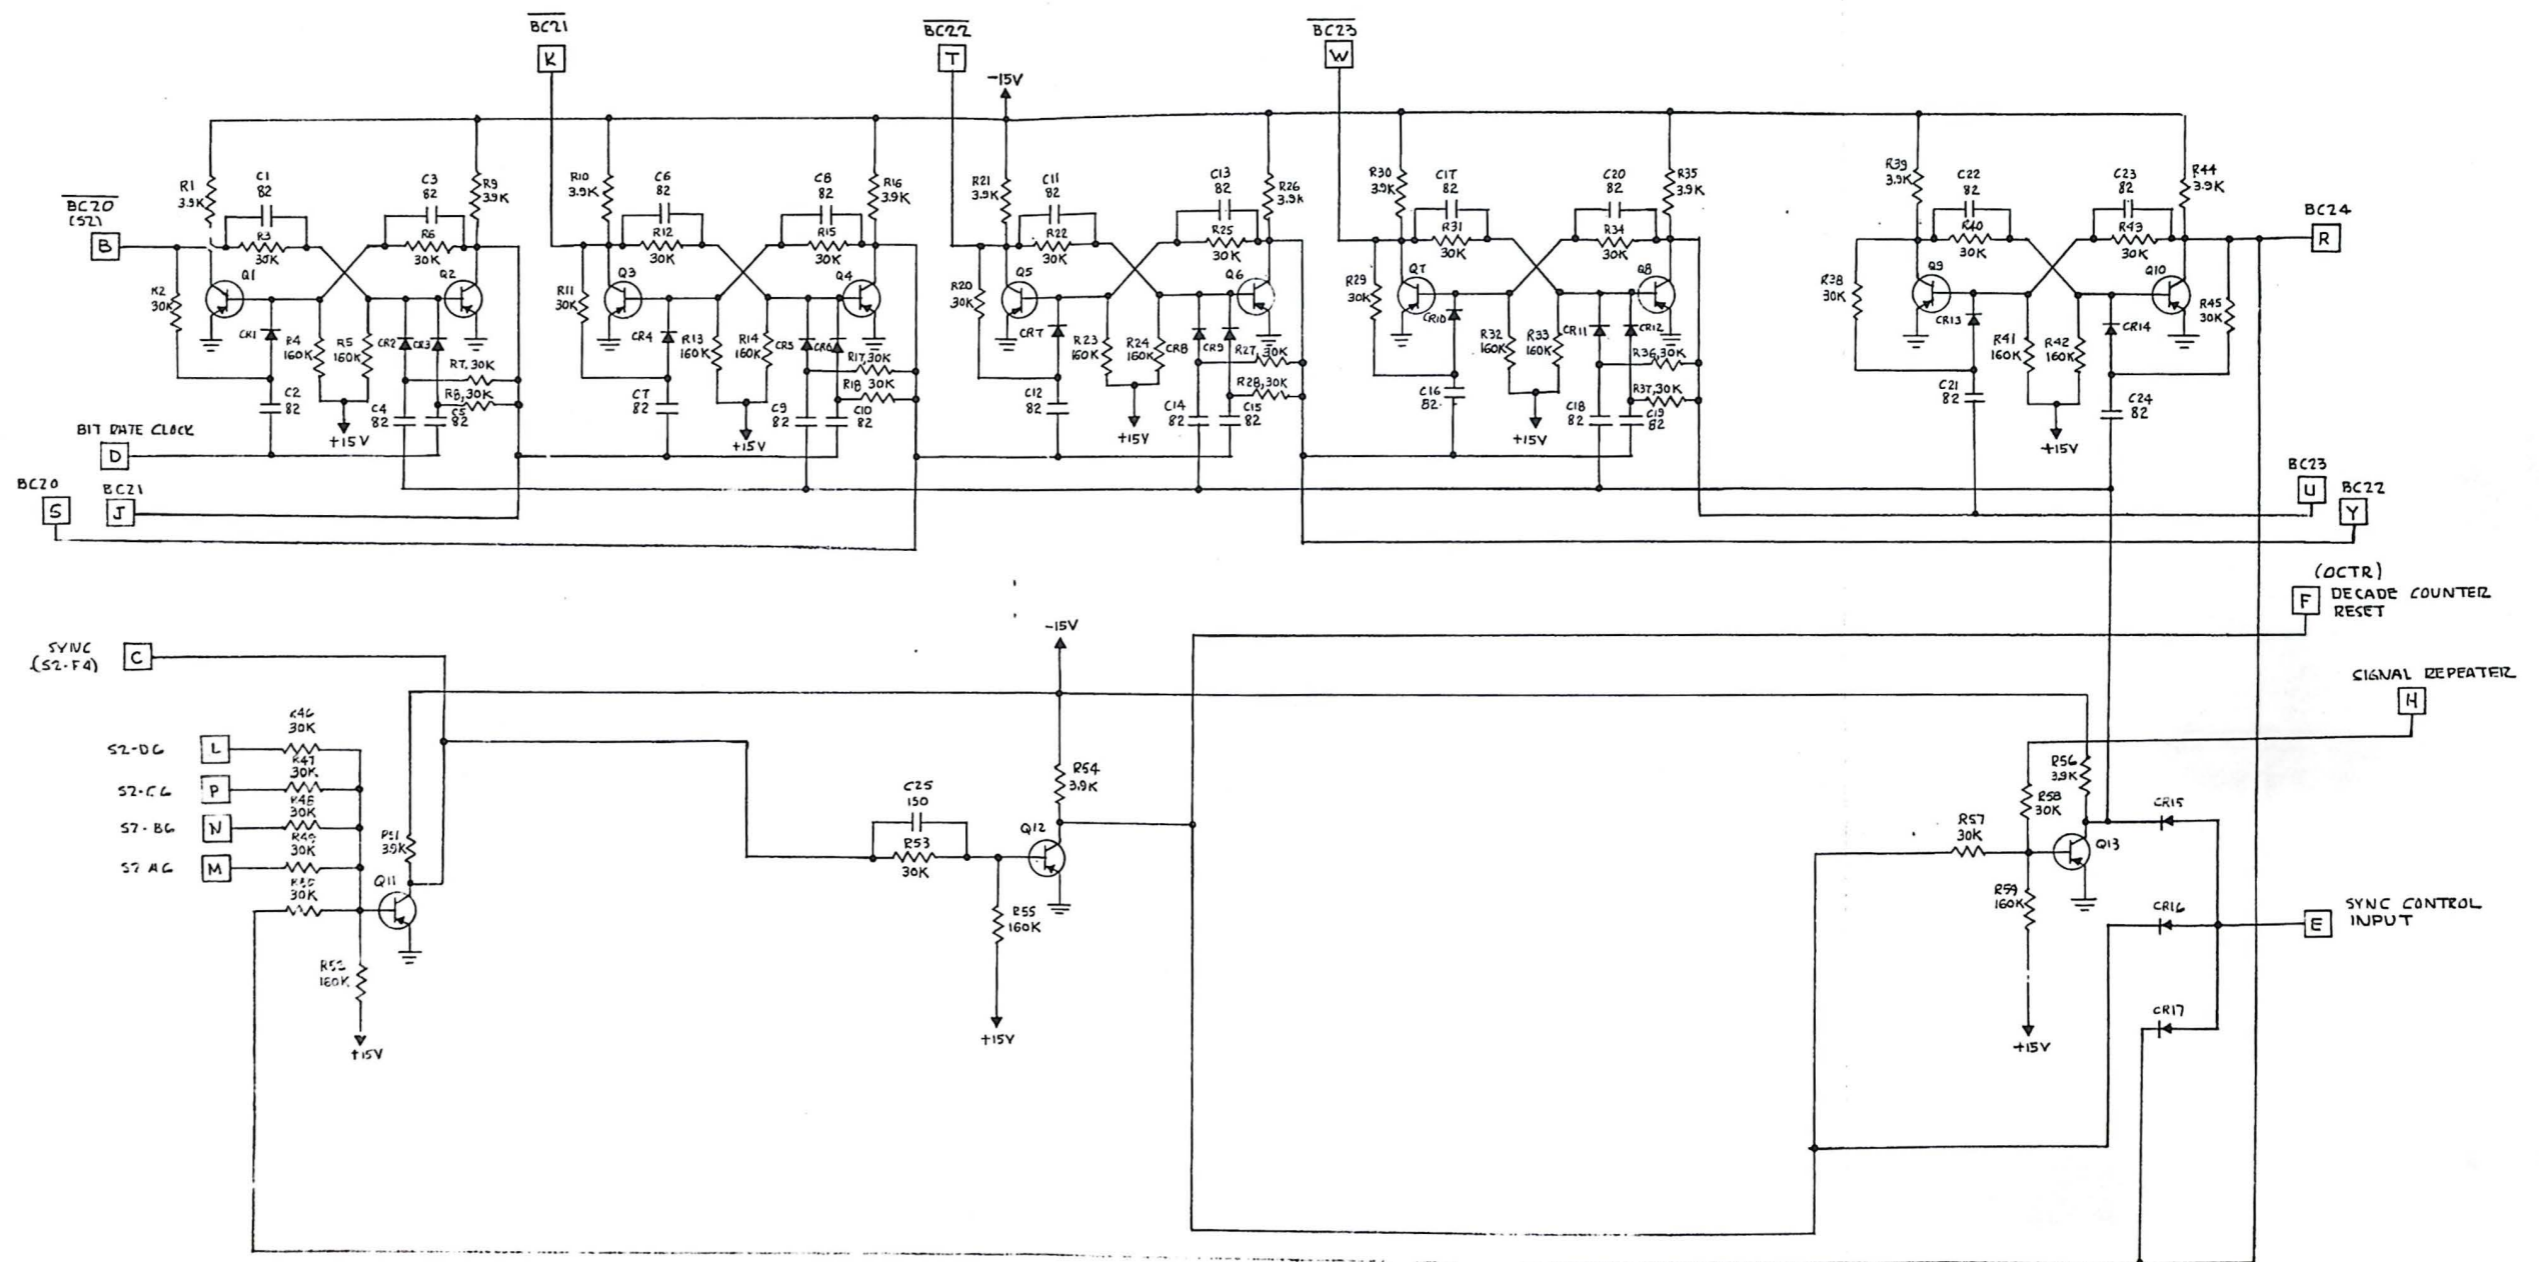 BC21
K
BC22
T
BC23
W
-15V
R1
3.9K
C1
82
C3
82
R9
3.9K
R10
3.9K
C6
82
C8
82
R16
3.9K
R21
3.9K
C11
82
C13
82
R26
3.9K
R30
3.9K
C17
82
C20
82
R35
3.9K
R39
3.9K
C22
82
C23
82
R44
3.9K
BC20
(S2)
B
R3
30K
R6
30K
R12
30K
R15
30K
R22
30K
R25
30K
R31
30K
R34
30K
R40
30K
R43
30K
BC24
R
Q1
Q2
Q3
Q4
Q5
Q6
Q7
Q8
Q9
Q10
R2
30K
R11
30K
R20
30K
R29
30K
R38
30K
R45
30K
CR1
R4
160K
R5
160K
CR2
CR3
CR4
R13
160K
R14
160K
CR5
CR6
CR7
R23
160K
R24
160K
CR8
CR9
CR10
R32
160K
R33
160K
CR11
CR12
CR13
R41
160K
R42
160K
CR14
R7, 30K
R8, 30K
R17, 30K
R18 30K
R27, 30K
R28, 30K
R36, 30K
R37, 30K
C2
82
C4
82
C5
82
C7
82
C9
82
C10
82
C12
82
C14
82
C15
82
C16
82
C18
82
C19
82
C21
82
C24
82
+15V
+15V
+15V
+15V
+15V
BIT RATE CLOCK
D
BC20
S
BC21
J
BC23
U
BC22
Y
(DCTR)
F DECADE COUNTER
RESET
SYNC
(S2-F4)
C
-15V
SIGNAL REPEATER
H
S2-D6
L
R46
30K
S2-C6
P
R47
30K
S2-B6
N
R48
30K
S2 A6
M
R49
30K
30K
R51
3.9K
Q11
R52
160K
+15V
C25
150
R53
30K
Q12
R54
3.9K
R55
160K
+15V
R57
30K
R58
30K
R56
3.9K
Q13
R59
160K
+15V
CR15
CR16
CR17
E
SYNC CONTROL
INPUT